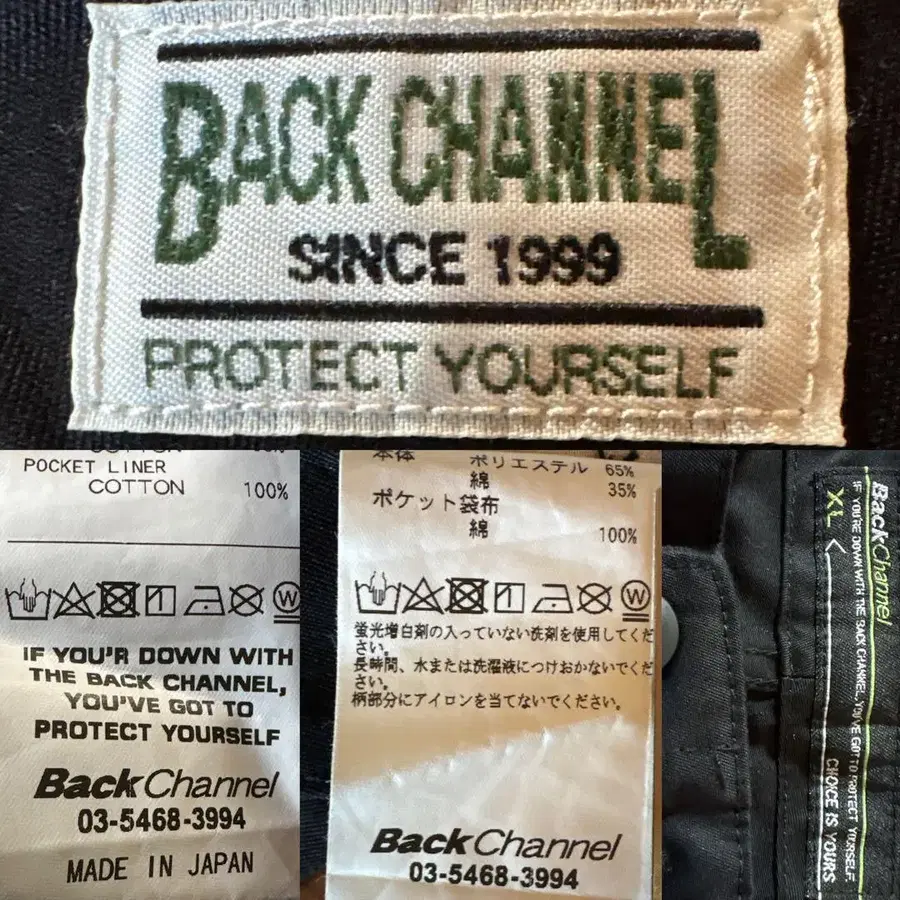 BACK CHANNEL
SINCE 1999
PROTECT YOURSELF
POCKET LINER
COTTON 100%
W
IF YOU'R DOWN WITH
THE BACK CHANNEL,
YOU'VE GOT TO
PROTECT YOURSELF
BackChannel
03-5468-3994
MADE IN JAPAN
本体 ポリエステル 65%
綿 35%
ポケット袋布
綿 100%
W
蛍光増白剤の入っていない洗剤を使用してくだ
さい。
長時間、水または洗濯液につけおかないでくだ
さい。
柄部分にアイロンを当てないでください。
BackChannel
03-5468-3994
BackChannel
IF YOU'RE DOWN WITH THE BACK CHANNEL, YOU'VE GOT TO PROTECT YOURSELF.
XL
CHOICE IS YOURS